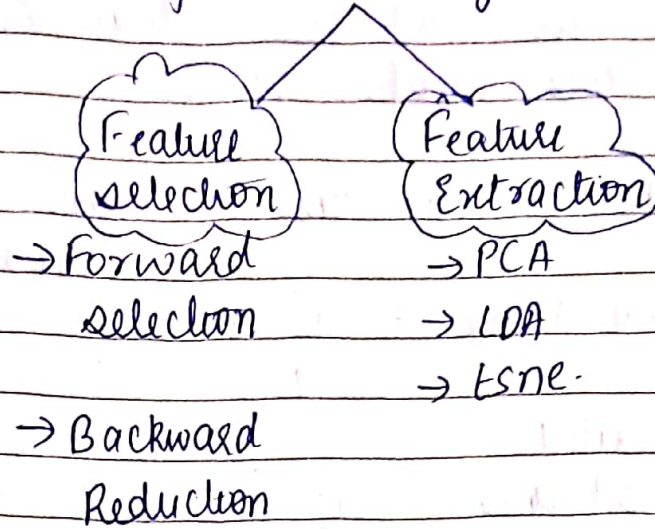 Feature
selection
→ Forward
selection
→ Backward
Reduction
Feature
Extraction
→ PCA
→ LDA
→ tsne.